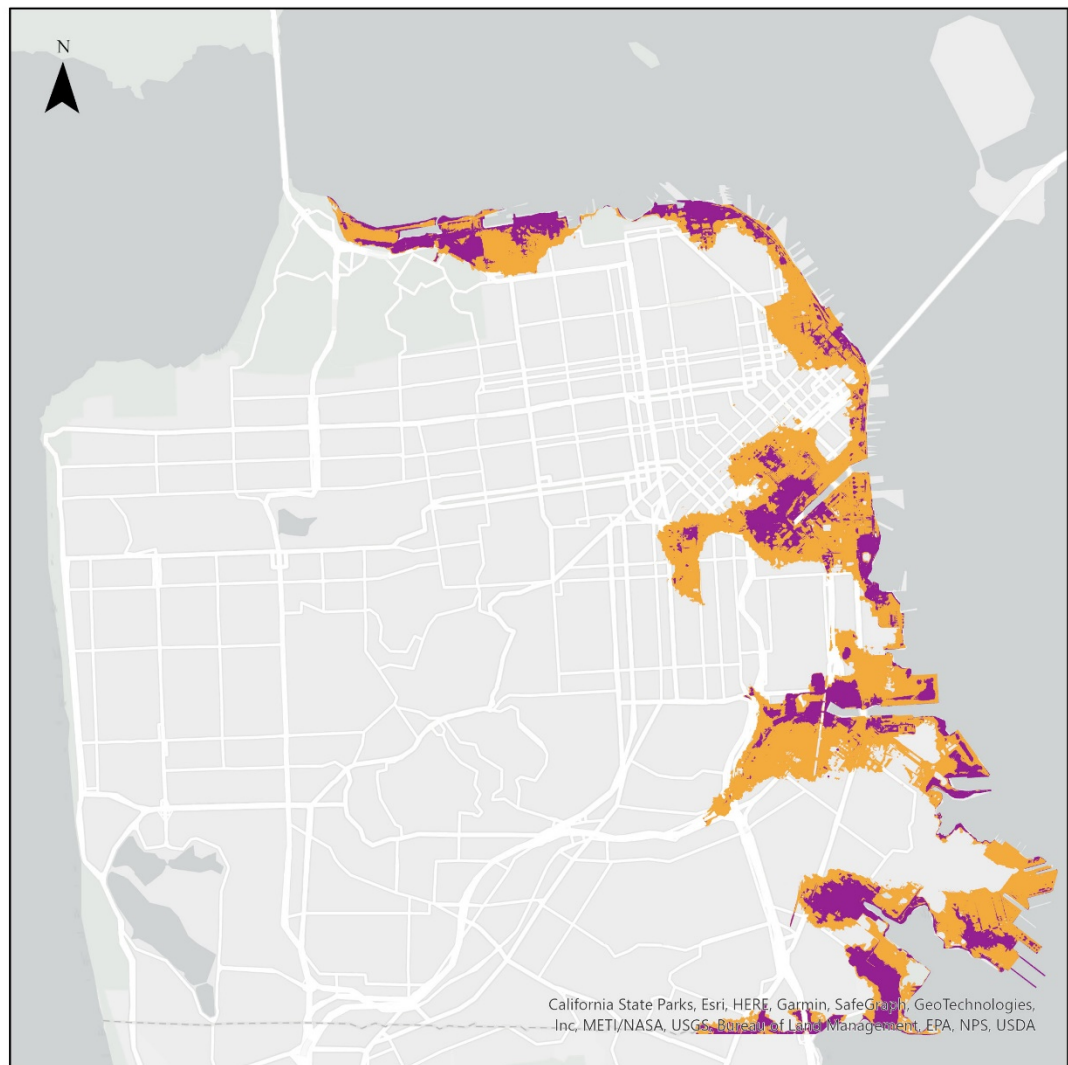 N
California State Parks, Esri, HERE, Garmin, SafeGraph, GeoTechnologies,
Inc, METI/NASA, USGS, Bureau of Land Management, EPA, NPS, USDA